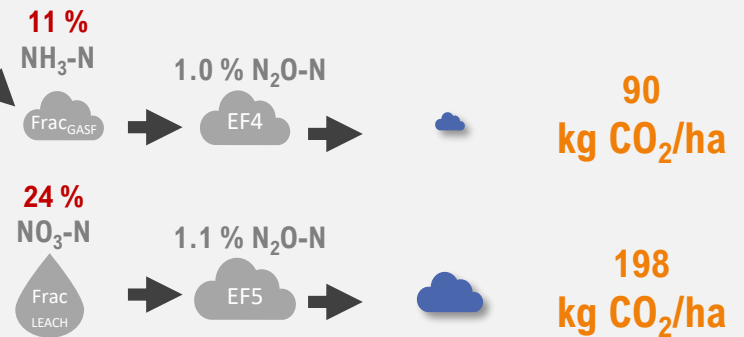 11 %
NH₃-N
1.0 % N₂O-N
Frac_GASF
EF4
90
kg CO₂/ha
24 %
NO₃-N
1.1 % N₂O-N
Frac
LEACH
EF5
198
kg CO₂/ha